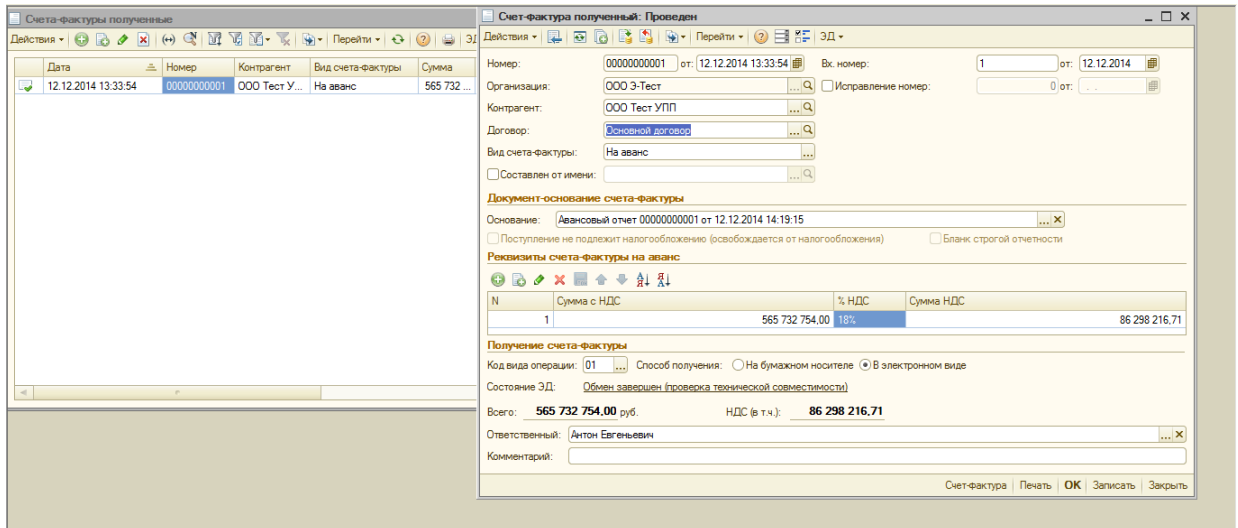 Счета-фактуры полученные
Действия Перейти ЭД
Дата Номер Контрагент Вид счета-фактуры Сумма
12.12.2014 13:33:54 00000000001 ООО Тест У... На аванс 565 732 ...
Счет-фактура полученный: Проведен
Действия Перейти ЭД
Номер: 00000000001 от: 12.12.2014 13:33:54 Вх. номер: 1 от: 12.12.2014
Организация: ООО Э-Тест ... Исправление номер: 0 от: . .
Контрагент: ООО Тест УПП ...
Договор: Основной договор ...
Вид счета-фактуры: На аванс ...
Составлен от имени: ...
Документ-основание счета-фактуры
Основание: Авансовый отчет 00000000001 от 12.12.2014 14:19:15 ...
Поступление не подлежит налогообложению (освобождается от налогообложения) Бланк строгой отчетности
Реквизиты счета-фактуры на аванс
N Сумма с НДС % НДС Сумма НДС
1 565 732 754,00 18% 86 298 216,71
Получение счета-фактуры
Код вида операции: 01 ... Способ получения: На бумажном носителе В электронном виде
Состояние ЭД: Обмен завершен (проверка технической совместимости)
Всего: 565 732 754,00 руб. НДС (в т.ч.): 86 298 216,71
Ответственный: Антон Евгеньевич ...
Комментарий:
Счет-фактура Печать OK Записать Закрыть